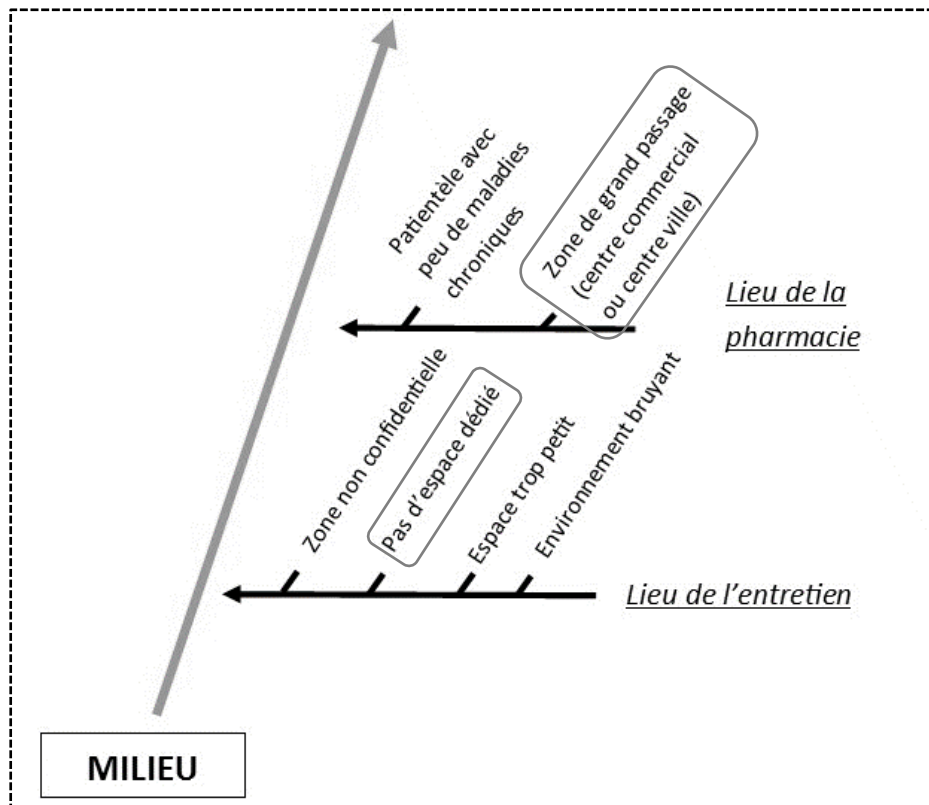 Patientèle avec
peu de maladies
chroniques
Zone de grand passage
(centre commercial
ou centre ville)
Lieu de la
pharmacie
Zone non confidentielle
Pas d'espace dédié
Espace trop petit
Environnement bruyant
Lieu de l'entretien
MILIEU